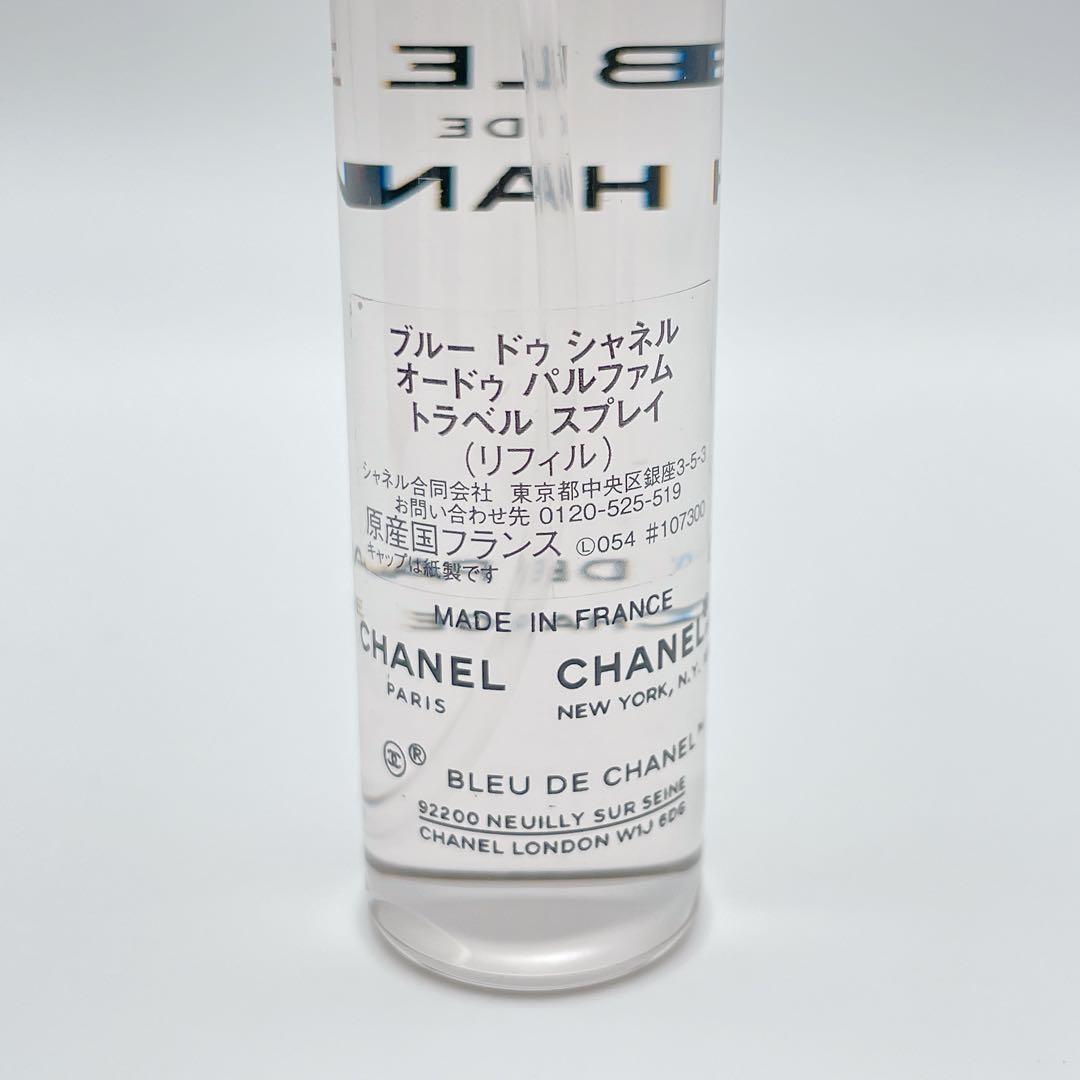 BLE
DE
HAN
ブルー ドゥ シャネル
オードゥ パルファム
トラベル スプレイ
(リフィル)
シャネル合同会社 東京都中央区銀座3-5-3
お問い合わせ先 0120-525-519
原産国フランス Ⓛ054 #107300
キャップは紙製です
MADE IN FRANCE
CHANEL CHANEL
PARIS NEW YORK, N.Y.
® BLEU DE CHANEL™
92200 NEUILLY SUR SEINE
CHANEL LONDON W1J 6DG